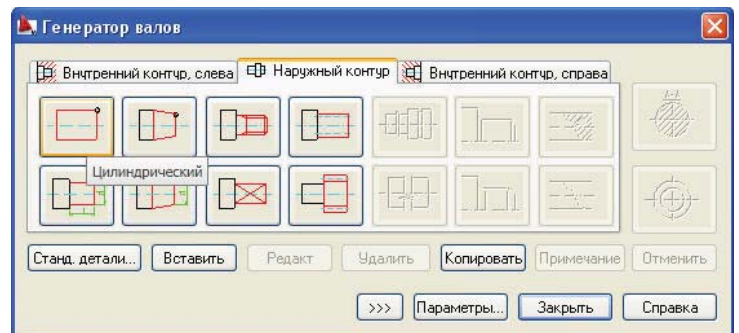 Генератор валов
Внутренний контур, слева Наружный контур Внутренний контур, справа
Цилиндрический
Станд. детали... Вставить Редакт Удалить Копировать Примечание Отменить
>>> Параметры... Закрыть Справка